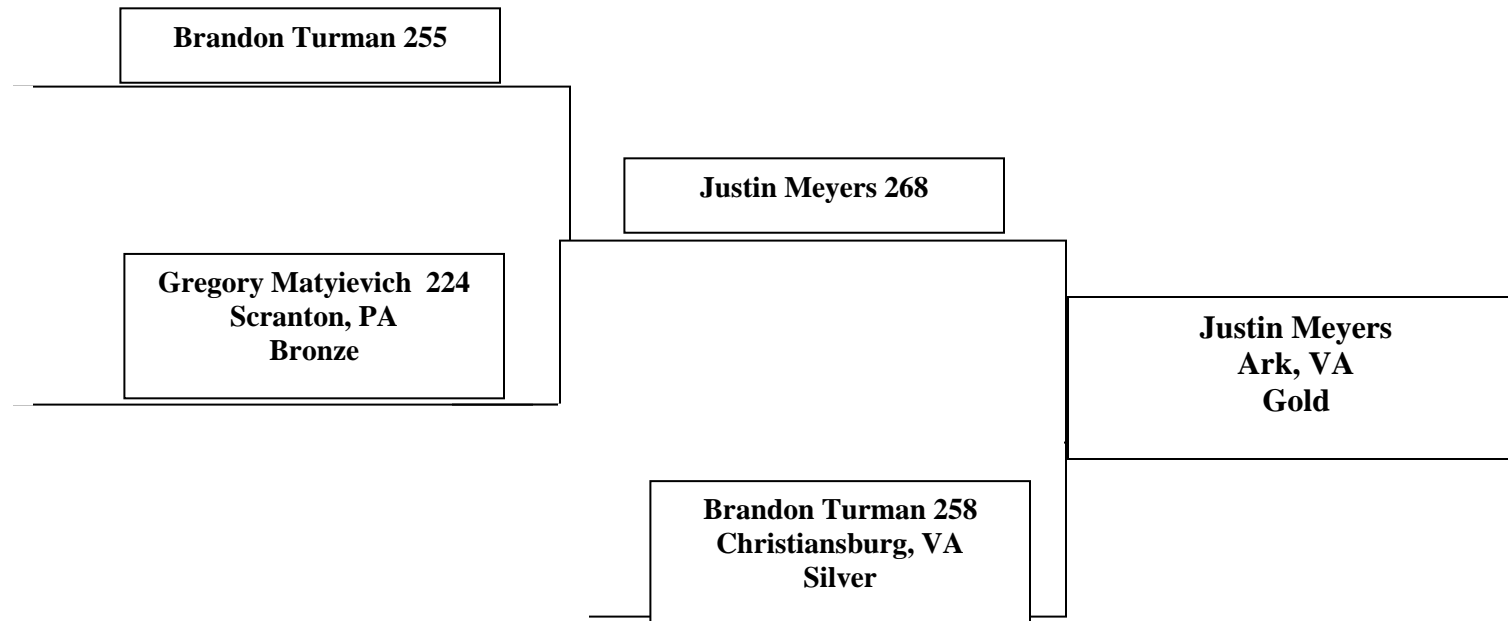 Brandon Turman 255
Justin Meyers 268
Gregory Matyievich  224
Scranton, PA
Bronze
Justin Meyers
Ark, VA
Gold
Brandon Turman 258
Christiansburg, VA
Silver